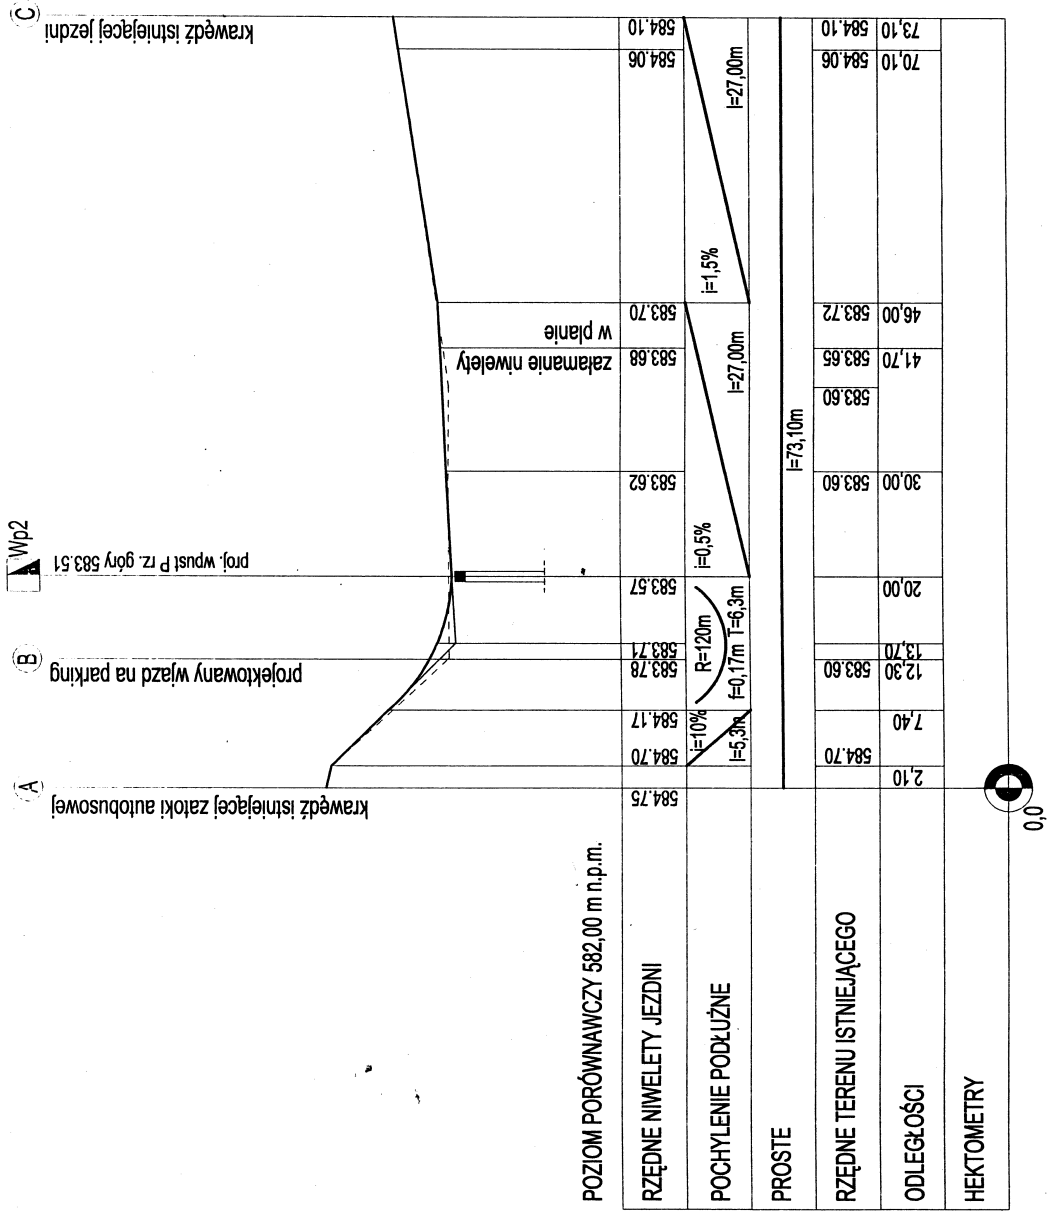 A
krawędź istniejącej zatoki autobusowej
B
projektowany wjazd na parking
Wp2
proj. wpust P rz. góry 583.51
C
krawędź istniejącej jezdni
załamanie niwelety
w planie
POZIOM PORÓWNAWCZY 582,00 m n.p.m.
RZĘDNE NIWELETY JEZDNI
584.75
584.70
584.17
583.78
583.71
583.57
583.62
583.68
583.70
584.06
584.10
POCHYLENIE PODŁUŻNE
i=10%
l=5,3m
R=120m
f=0,17m T=6,3m
i=0,5%
l=27,00m
i=1,5%
l=27,00m
PROSTE
l=73,10m
RZĘDNE TERENU ISTNIEJĄCEGO
584.70
583.60
583.60
583.60
583.65
583.72
584.06
584.10
ODLEGŁOŚCI
2,10
7,40
12,30
13,70
20,00
30,00
41,70
46,00
70,10
73,10
HEKTOMETRY
0,0